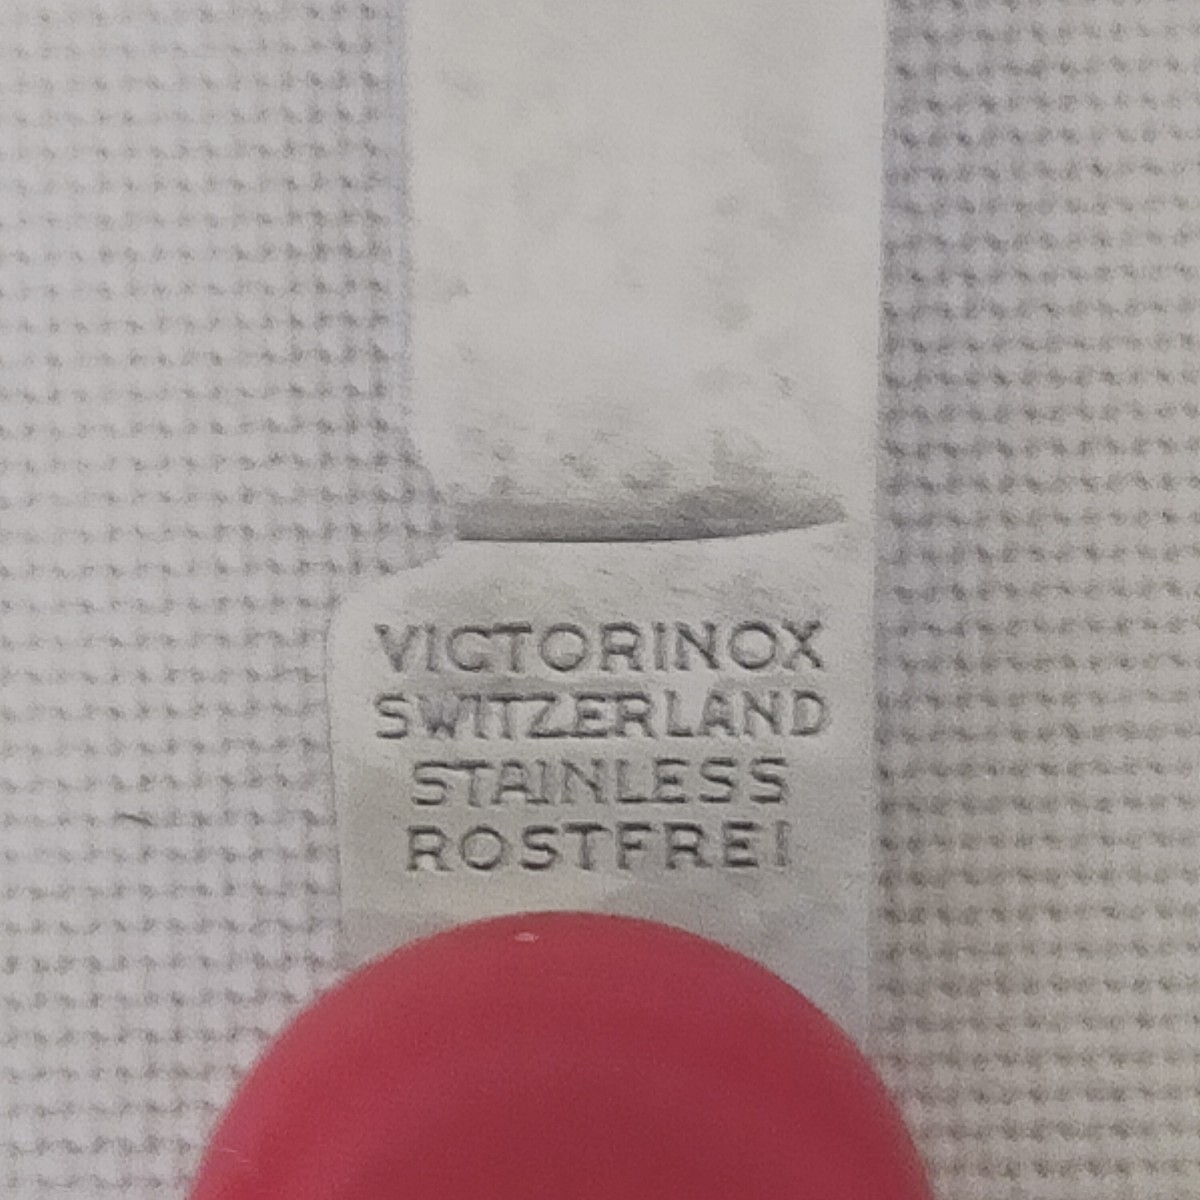 VICTORINOX
SWITZERLAND
STAINLESS
ROSTFREI